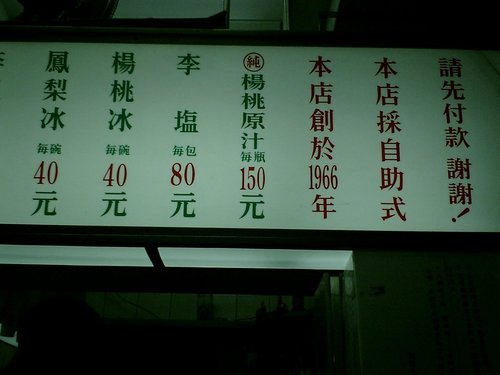 請先付款 謝謝!
本店採自助式
本店創於1966年
純楊桃原汁每瓶150元
李鹽每包80元
楊桃冰每碗40元
鳳梨冰每碗40元